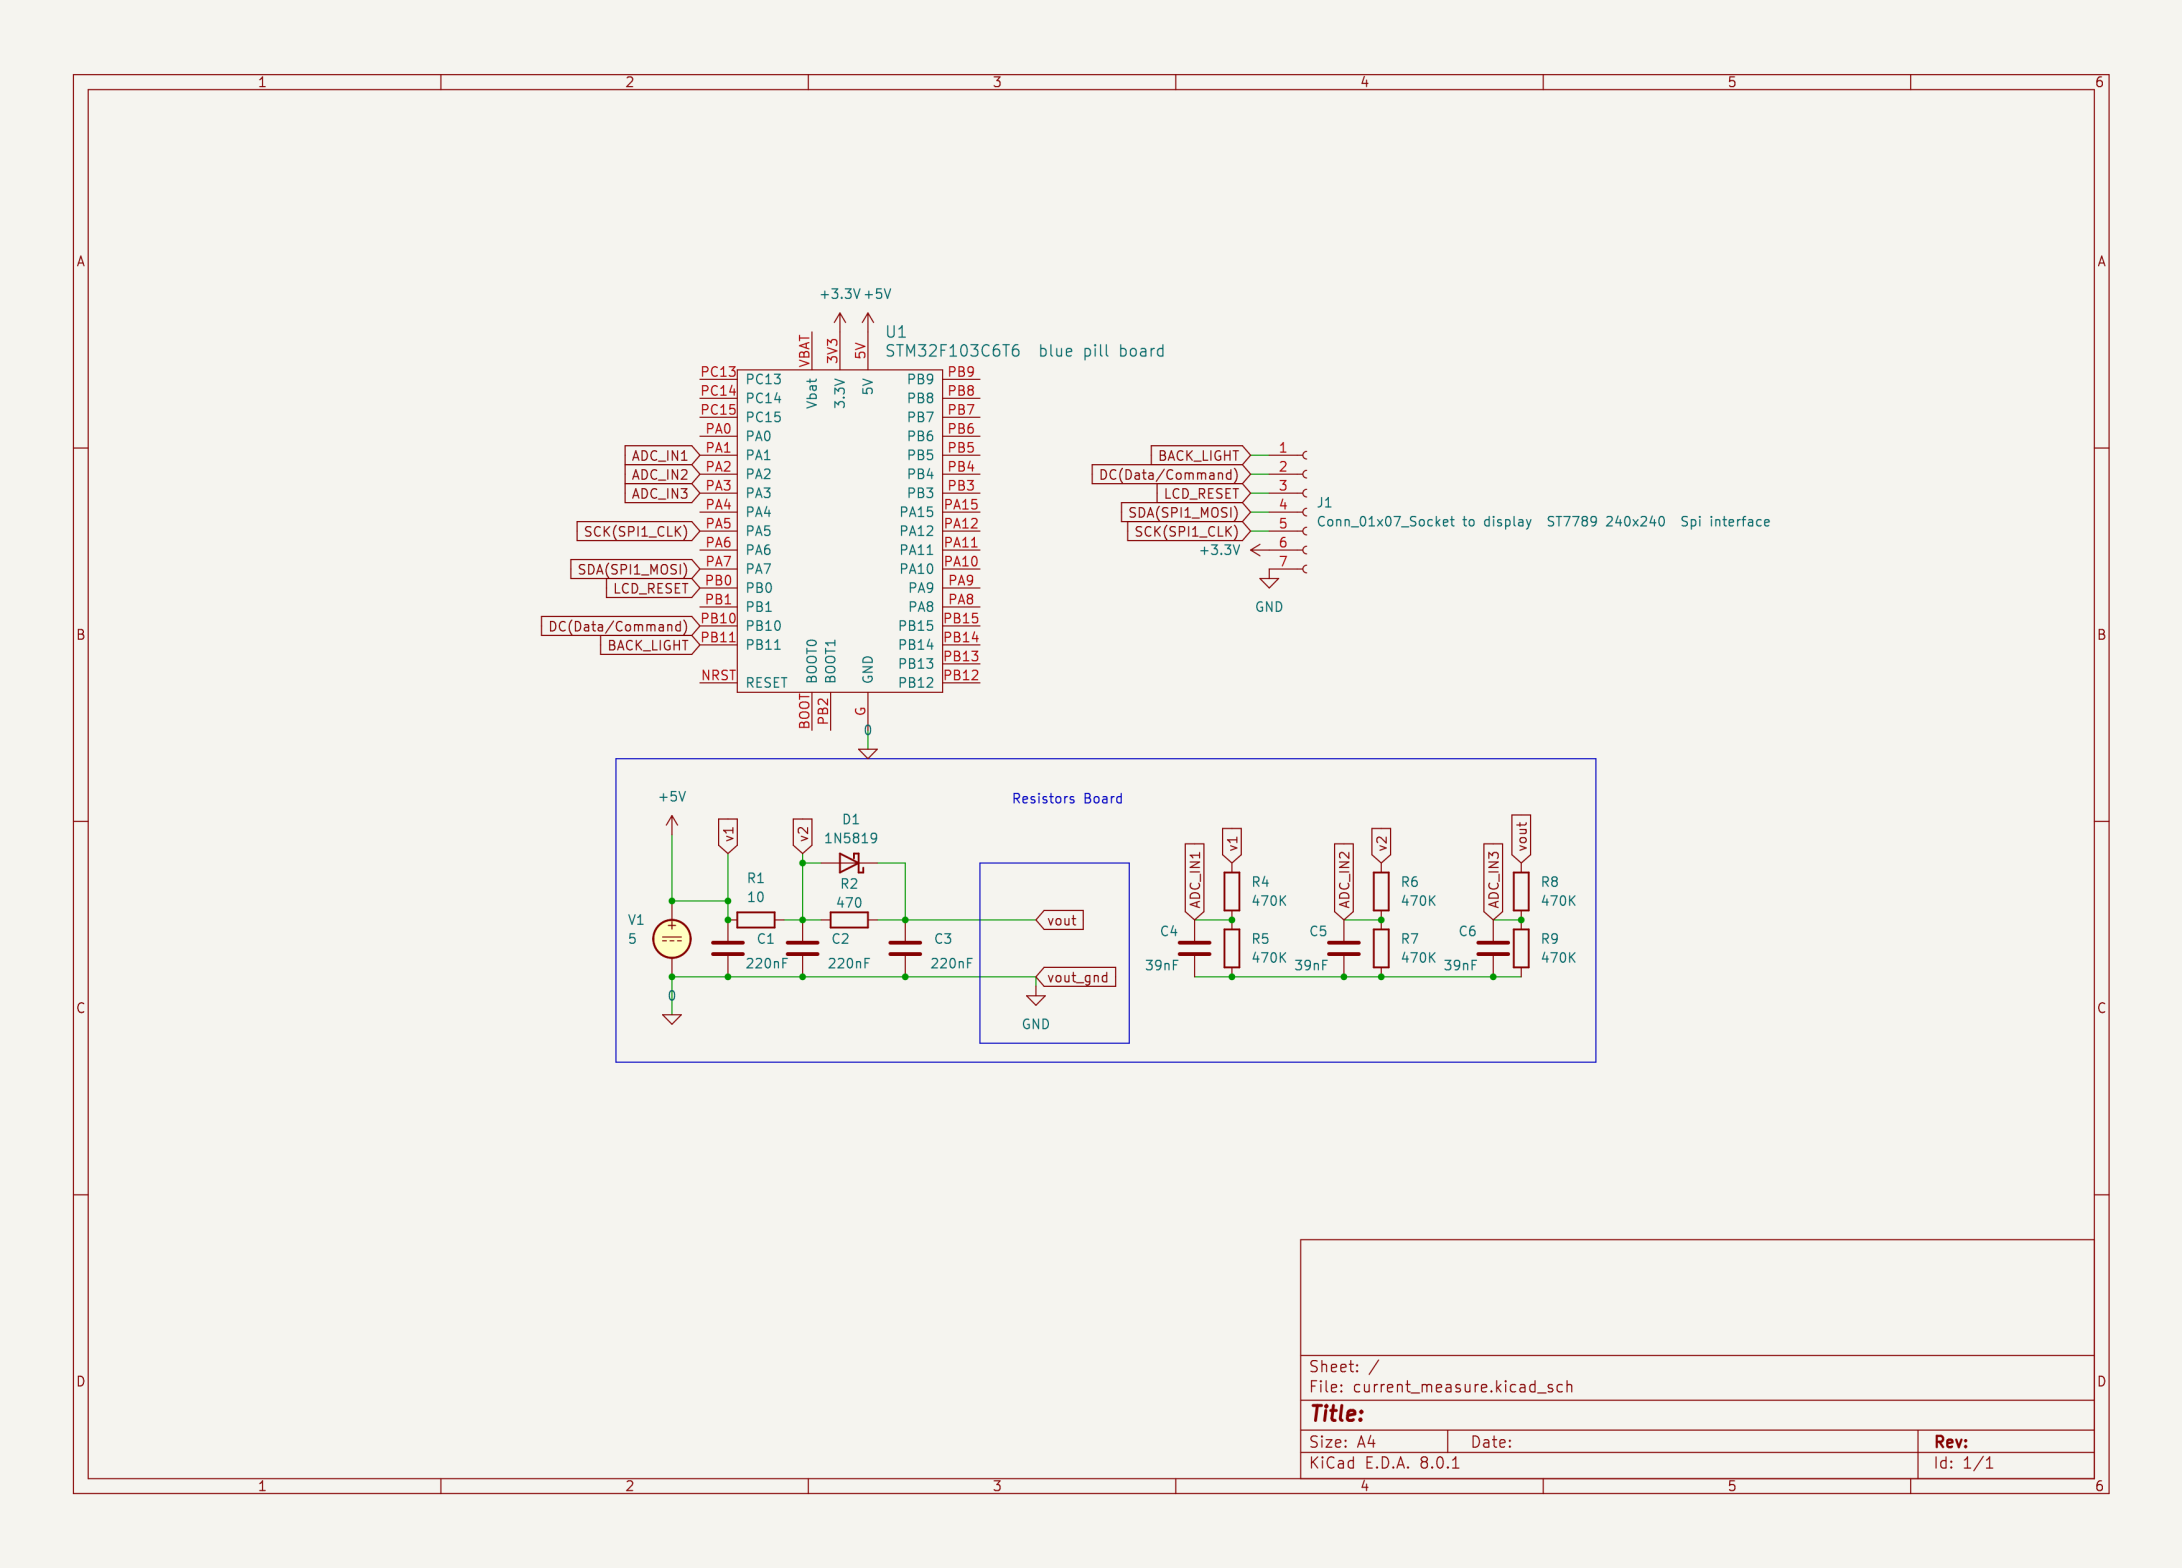 1 2 3 4 5 6
A A
+3.3V +5V
U1
STM32F103C6T6 blue pill board
VBAT 3V3 5V
Vbat 3.3V 5V
PC13 PC13 PB9 PB9
PC14 PC14 PB8 PB8
PC15 PC15 PB7 PB7
PA0 PA0 PB6 PB6
ADC_IN1 PA1 PA1 PB5 PB5
ADC_IN2 PA2 PA2 PB4 PB4
ADC_IN3 PA3 PA3 PB3 PB3
PA4 PA4 PA15 PA15
SCK(SPI1_CLK) PA5 PA5 PA12 PA12
PA6 PA6 PA11 PA11
SDA(SPI1_MOSI) PA7 PA7 PA10 PA10
LCD_RESET PB0 PB0 PA9 PA9
PB1 PB1 PA8 PA8
DC(Data/Command) PB10 PB10 PB15 PB15
BACK_LIGHT PB11 PB11 PB14 PB14
PB13 PB13
NRST RESET PB12 PB12
BOOT0 BOOT1 GND
BOOT PB2 G
0
BACK_LIGHT 1
DC(Data/Command) 2
LCD_RESET 3
SDA(SPI1_MOSI) 4
SCK(SPI1_CLK) 5
+3.3V 6
7
GND
J1
Conn_01x07_Socket to display ST7789 240x240 Spi interface
B B
Resistors Board
+5V
v1 v2
D1
1N5819
R1
10
R2
470
V1
5
C1
220nF
C2
220nF
C3
220nF
0
vout
vout_gnd
GND
ADC_IN1 v1
R4
470K
C4
39nF
R5
470K
ADC_IN2 v2
R6
470K
C5
39nF
R7
470K
ADC_IN3 vout
R8
470K
C6
39nF
R9
470K
C C
D D
Sheet: /
File: current_measure.kicad_sch
Title:
Size: A4 Date: Rev:
KiCad E.D.A. 8.0.1 Id: 1/1
1 2 3 4 5 6